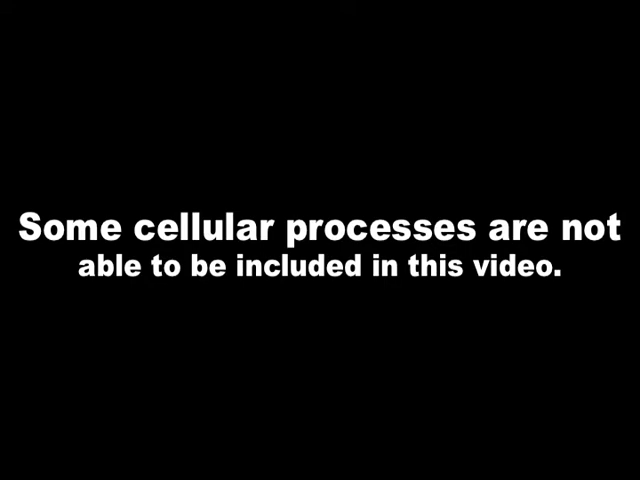 Some cellular processes are not
able to be included in this video.